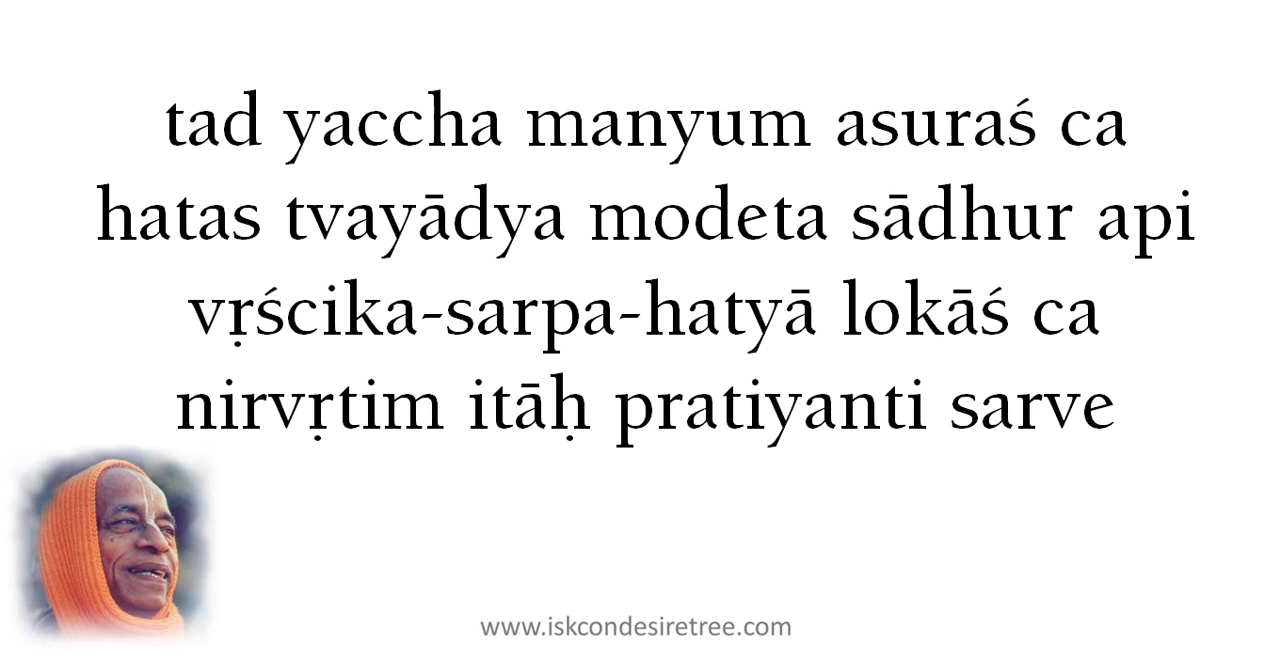 tad yaccha manyum asuraś ca
hatas tvayādya modeta sādhur api
vṛścika-sarpa-hatyā lokāś ca
nirvṛtim itāḥ pratiyanti sarve
www.iskcondesiretree.com